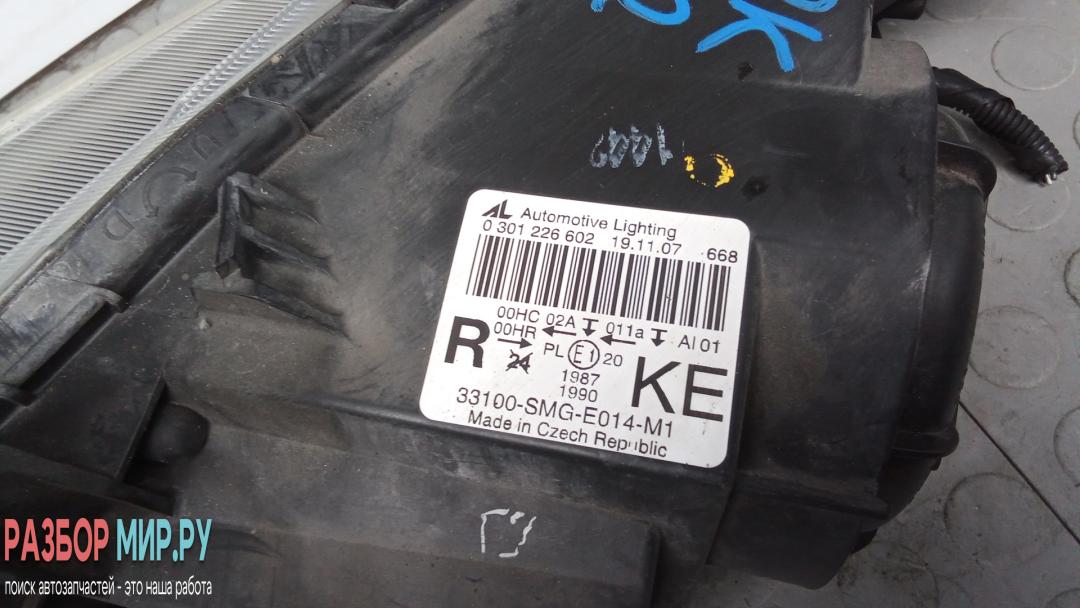 1442
AL Automotive Lighting
0 301 226 602 19.11.07 668
00HC 02A 011a AI 01
00HR
R 24 PL E1 20
KE
1987
1990
33100-SMG-E014-M1
Made in Czech Republic
РАЗБОР МИР.РУ
поиск автозапчастей - это наша работа